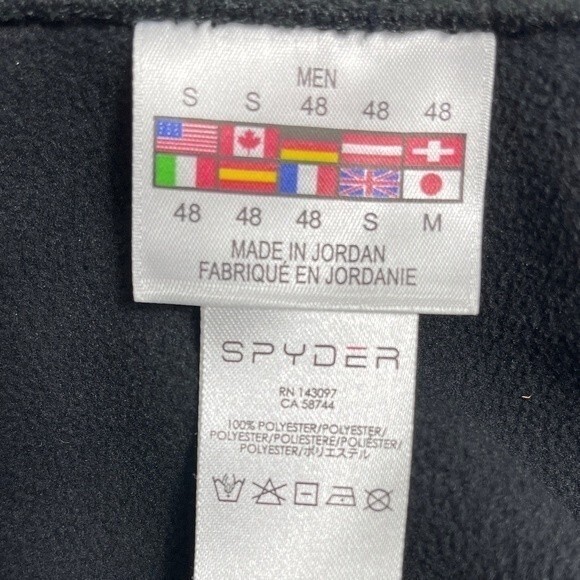 MEN
S S 48 48 48
48 48 48 S M
MADE IN JORDAN
FABRIQUÉ EN JORDANIE
SPYDER
RN 143097
CA 58744
100% POLYESTER/POLYESTER/
POLYESTER/POLIESTERE/POLIÉSTER/
POLYESTER/ポリエステル